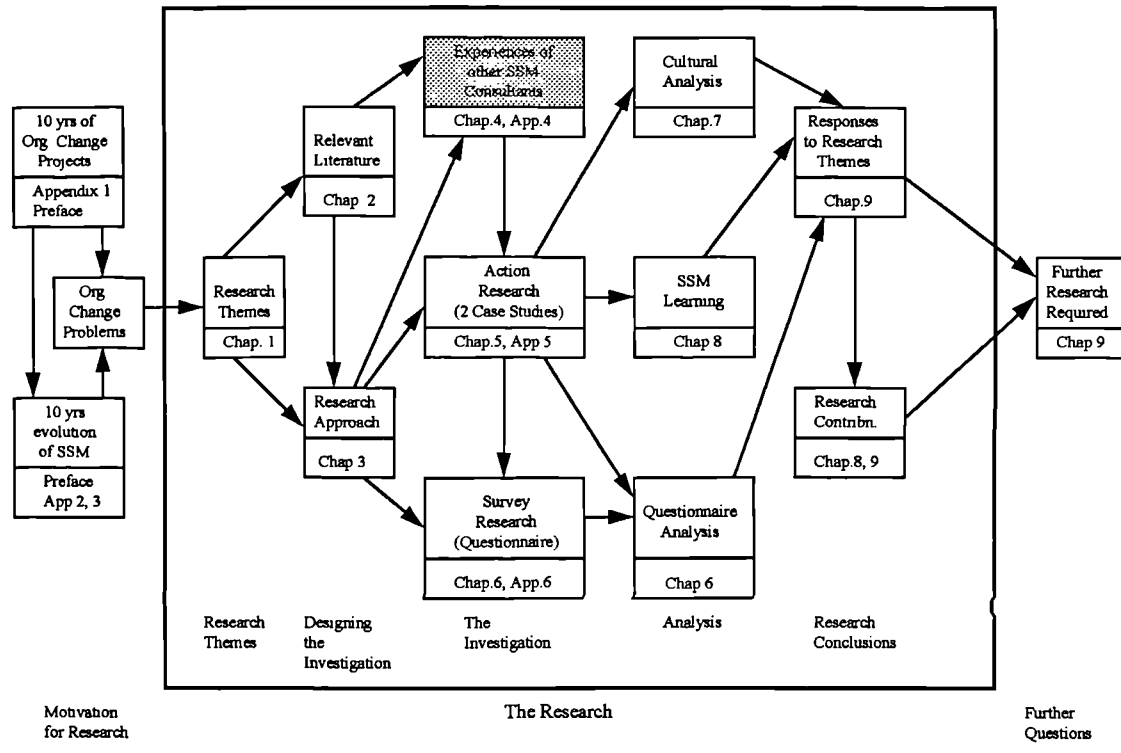 10 yrs of
Org Change
Projects
Appendix 1
Preface
10 yrs
evolution
of SSM
Preface
App 2, 3
Org
Change
Problems
Research
Themes
Chap. 1
Relevant
Literature
Chap 2
Research
Approach
Chap 3
Experiences of
other SSM
Consultants
Chap.4, App.4
Action
Research
(2 Case Studies)
Chap.5, App 5
Survey
Research
(Questionnaire)
Chap.6, App.6
Cultural
Analysis
Chap.7
SSM
Learning
Chap 8
Questionnaire
Analysis
Chap 6
Responses
to Research
Themes
Chap.9
Research
Contribn.
Chap.8, 9
Further
Research
Required
Chap 9
Research
Themes
Designing
the
Investigation
The
Investigation
Analysis
Research
Conclusions
Motivation
for Research
The Research
Further
Questions